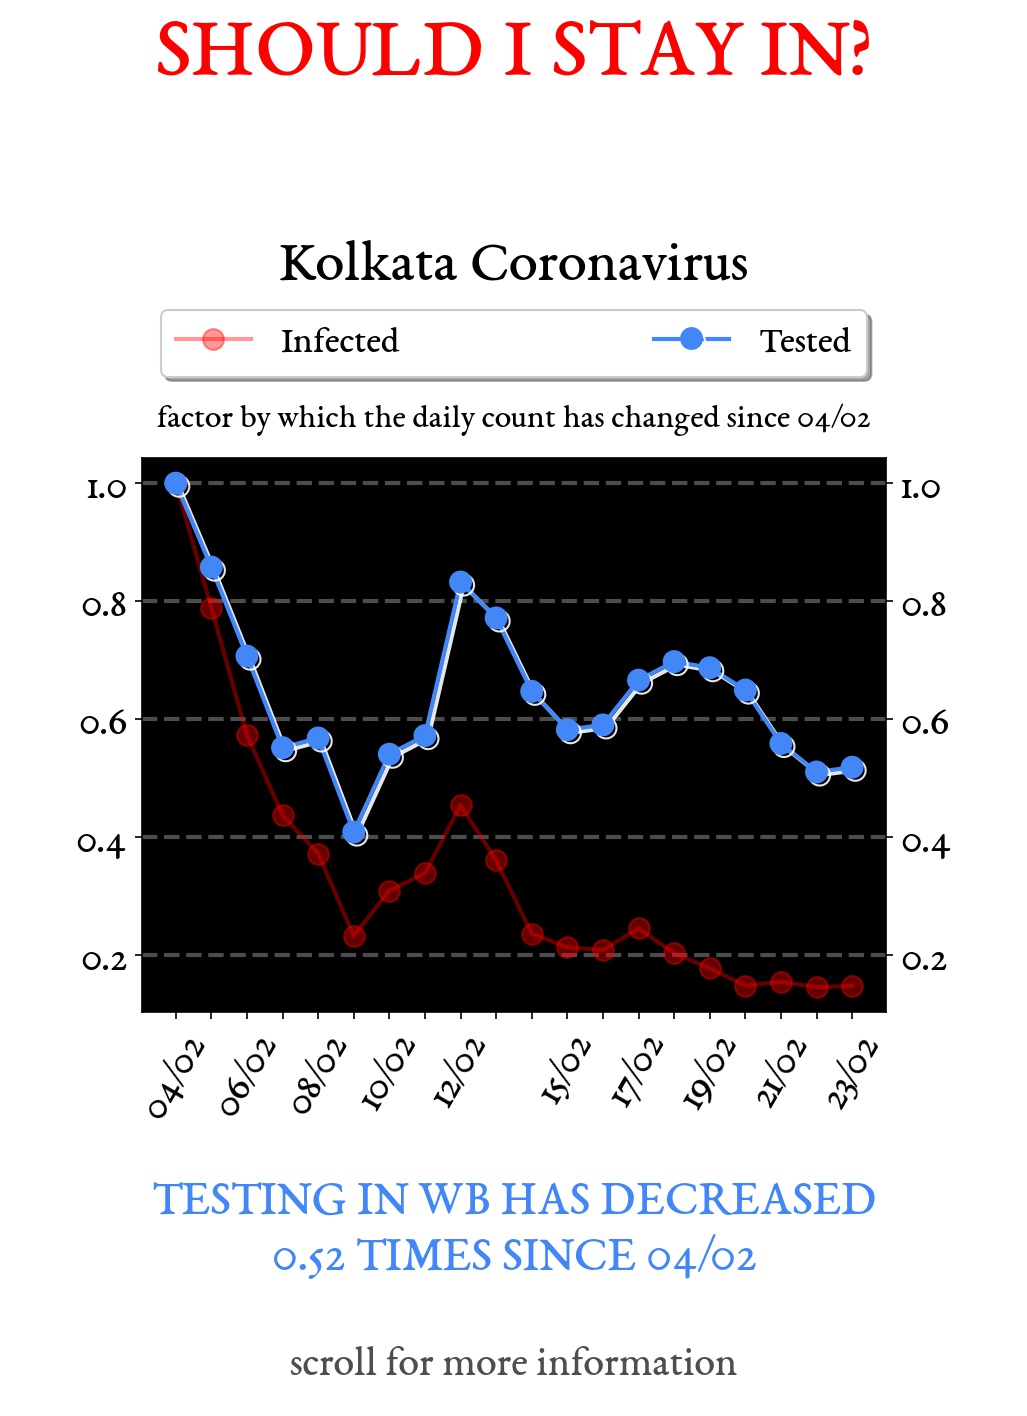 SHOULD I STAY IN?
Kolkata Coronavirus
Infected Tested
factor by which the daily count has changed since 04/02
1.0 1.0
0.8 0.8
0.6 0.6
0.4 0.4
0.2 0.2
04/02 06/02 08/02 10/02 12/02 15/02 17/02 19/02 21/02 23/02
TESTING IN WB HAS DECREASED
0.52 TIMES SINCE 04/02
scroll for more information